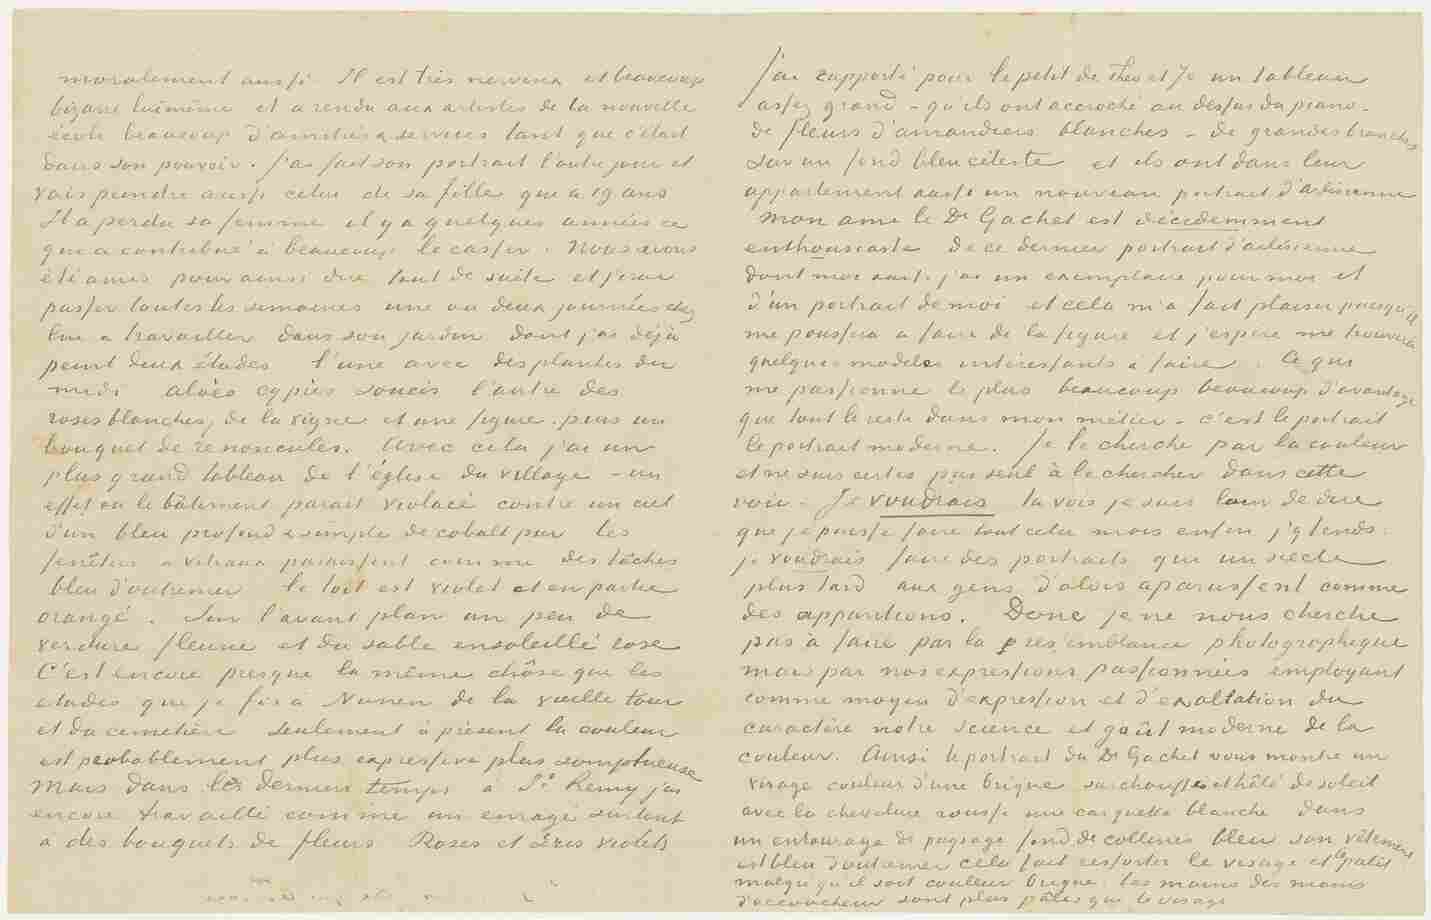 moralement aussi. Il est très nerveux et beaucoup
bizarre lui même et a rendu aux artistes de la nouvelle
école beaucoup d'amitiés & services tant que c'était
dans son pouvoir. J'ai fait son portrait l'autre jour et
vais peindre aussi celui de sa fille qui a 19 ans
Il a perdu sa femme il y a quelques années ce
qui a contribué à beaucoup le casser. Nous avons
été amis pour ainsi dire tout de suite et j'irai
passer toutes les semaines une ou deux journées chez
lui a travailler dans son jardin dont j'ai déjà
peint deux études l'une avec des plantes du
midi aloès cyprès soucis l'autre des
roses blanches, de la vigne et une figure. puis un
bouquet de renoncules. Avec cela j'ai un
plus grand tableau de l'église du village – un
effet ou le bâtiment parait violacé contre un ciel
d'un bleu profond & simple de cobalt pur les
fenêtres a vitraux paraissent comme des tâches
bleu d'outremer le toit est violet et en partie
orangé. Sur l'avant plan un peu de
verdure fleurie et du sable ensoleillé rose
C'est encore presque la même chôse que les
etudes que je fis a Nunen de la vieille tour
et du cemetière seulement à présent la couleur
est probablement plus expressive plus somptueuse
Mais dans les derniers temps à St Remy j'ai
encore travaillé comme un enragé surtout
a des bouquets de fleurs Roses et Iris violets
J'ai rapporté pour le petit de Theo et Jo un tableau
assez grand – qu'ils ont accroché au dessus du piano –
de fleurs d'amandiers blanches – de grandes branches
sur un fond bleu céleste et ils ont dans leur
appartement aussi un nouveau portrait d'arlésienne
Mon ami le Dr Gachet est décidemment
enthousiaste de ce dernier portrait d'arlésienne
dont moi aussi j'ai un exemplaire pour moi et
d'un portrait de moi et cela m'a fait plaisir puisqu'il
me poussera a faire de la figure et j'espère me trouvera
quelques modeles intéressants à faire. Ce qui
me passionne le plus beaucoup beaucoup d'avantage
que tout le reste dans mon métier – c'est le portrait
le portrait moderne. Je le cherche par la couleur
et ne suis certes pas seul à le chercher dans cette
voie – Je voudrais tu vois je suis loin de dire
que je puisse faire tout cela mais enfin j'y tends –
je voudrais faire des portraits qui un siecle
plus tard aux gens d'alors aparussent comme
des apparitions. Donc je ne nous cherche
pas à faire par la ressemblance photographique
mais par nos expressions passionnées employant
comme moyen d'expression et d'exaltation du
caractère notre science et goût moderne de la
couleur. Ainsi le portrait du Dr Gachet vous montre un
visage couleur d'une brique surchauffée et hâlé de soleil
avec la chevelure rousse une casquette blanche dans
un entourage de paysage fond de collines bleu son vêtement
est bleu d'outremer cela fait ressortir le visage et le palit
malgré qu'il soit couleur brique. les mains des mains
d'accoucheur sont plus pâles que le visage